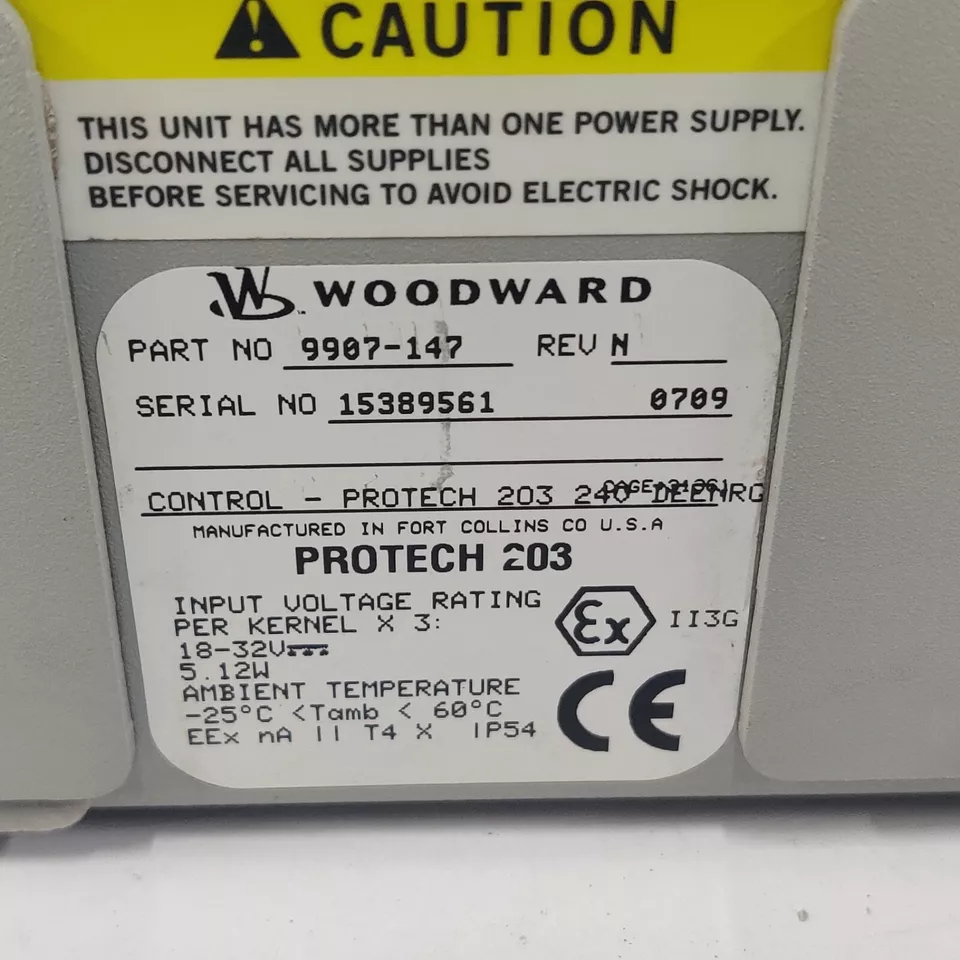 CAUTION
THIS UNIT HAS MORE THAN ONE POWER SUPPLY.
DISCONNECT ALL SUPPLIES
BEFORE SERVICING TO AVOID ELECTRIC SHOCK.
W™ WOODWARD
PART NO 9907-147 REV N
SERIAL NO 15389561 0709
CONTROL - PROTECH 203 240 DEENRG
MANUFACTURED IN FORT COLLINS CO U.S.A
PROTECH 203
INPUT VOLTAGE RATING
PER KERNEL X 3:
18-32V
5.12W
AMBIENT TEMPERATURE
-25°C <Tamb < 60°C
EEx nA II T4 X IP54
Ex II3G
CE